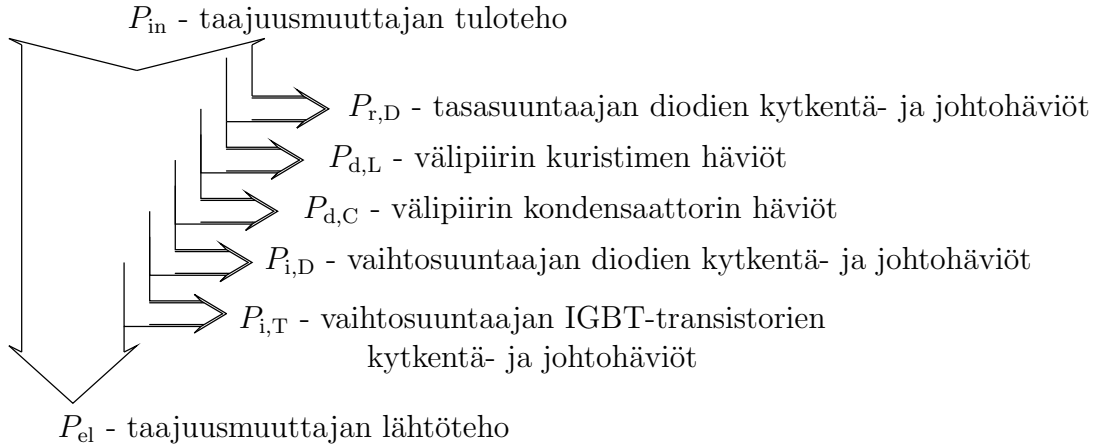 P_in - taajuusmuuttajan tuloteho
P_r,D - tasasuuntaajan diodien kytkentä- ja johtohäviöt
P_d,L - välipiirin kuristimen häviöt
P_d,C - välipiirin kondensaattorin häviöt
P_i,D - vaihtosuuntaajan diodien kytkentä- ja johtohäviöt
P_i,T - vaihtosuuntaajan IGBT-transistorien
kytkentä- ja johtohäviöt
P_el - taajuusmuuttajan lähtöteho